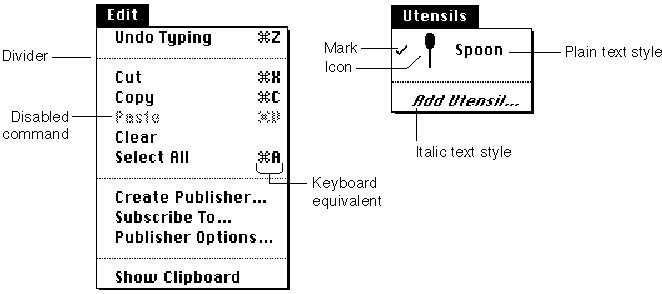 Edit
Undo Typing ⌘Z
Divider
Cut ⌘X
Copy ⌘C
Disabled
command
Paste ⌘V
Clear
Select All ⌘A
Keyboard
equivalent
Create Publisher...
Subscribe To...
Publisher Options...
Show Clipboard
Utensils
Mark
Icon
Spoon
Plain text style
Add Utensil...
Italic text style